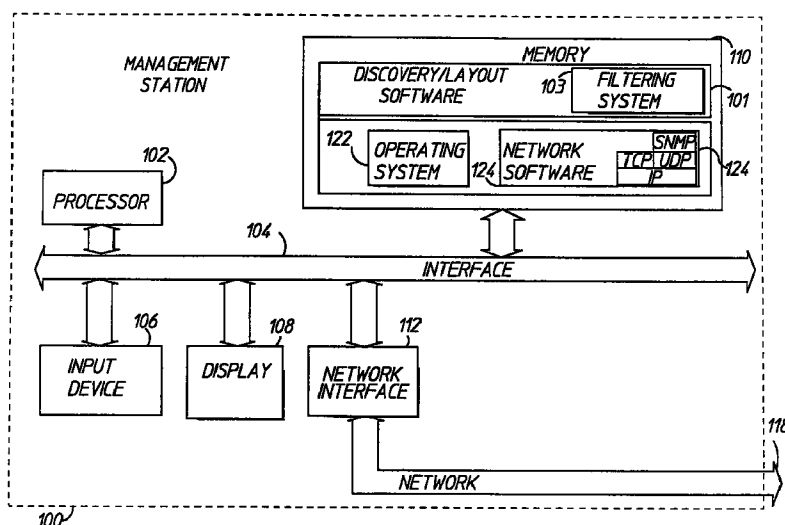 110
MEMORY
MANAGEMENT
STATION
DISCOVERY/LAYOUT
SOFTWARE
103
FILTERING
SYSTEM
101
122
OPERATING
SYSTEM
NETWORK
SOFTWARE
124
SNMP
TCP UDP
IP
124
102
PROCESSOR
104
INTERFACE
106
INPUT
DEVICE
108
DISPLAY
112
NETWORK
INTERFACE
118
NETWORK
100